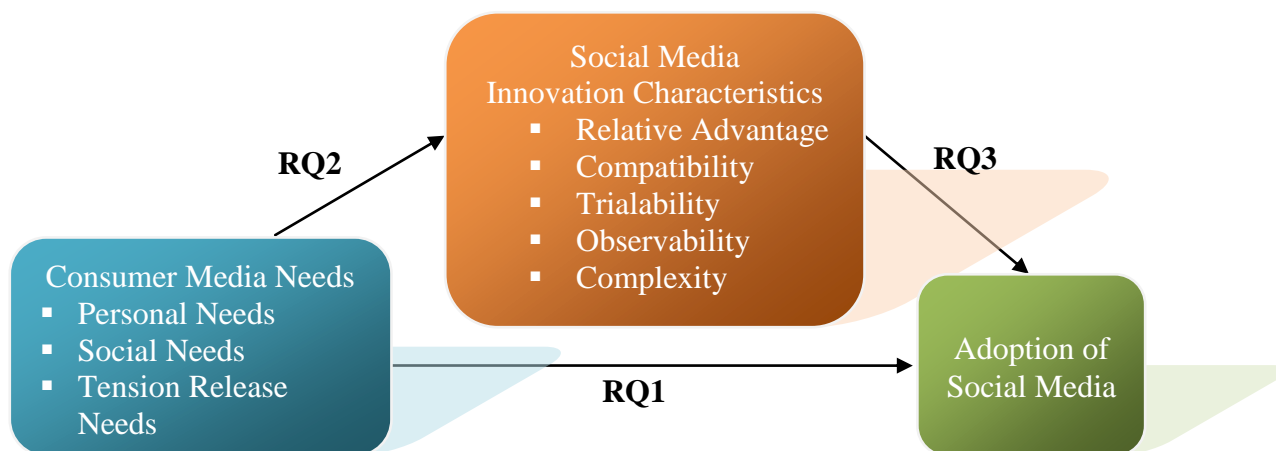 Social Media
Innovation Characteristics
▪ Relative Advantage
▪ Compatibility
▪ Trialability
▪ Observability
▪ Complexity
RQ2
RQ3
Consumer Media Needs
▪ Personal Needs
▪ Social Needs
▪ Tension Release
Needs
RQ1
Adoption of
Social Media